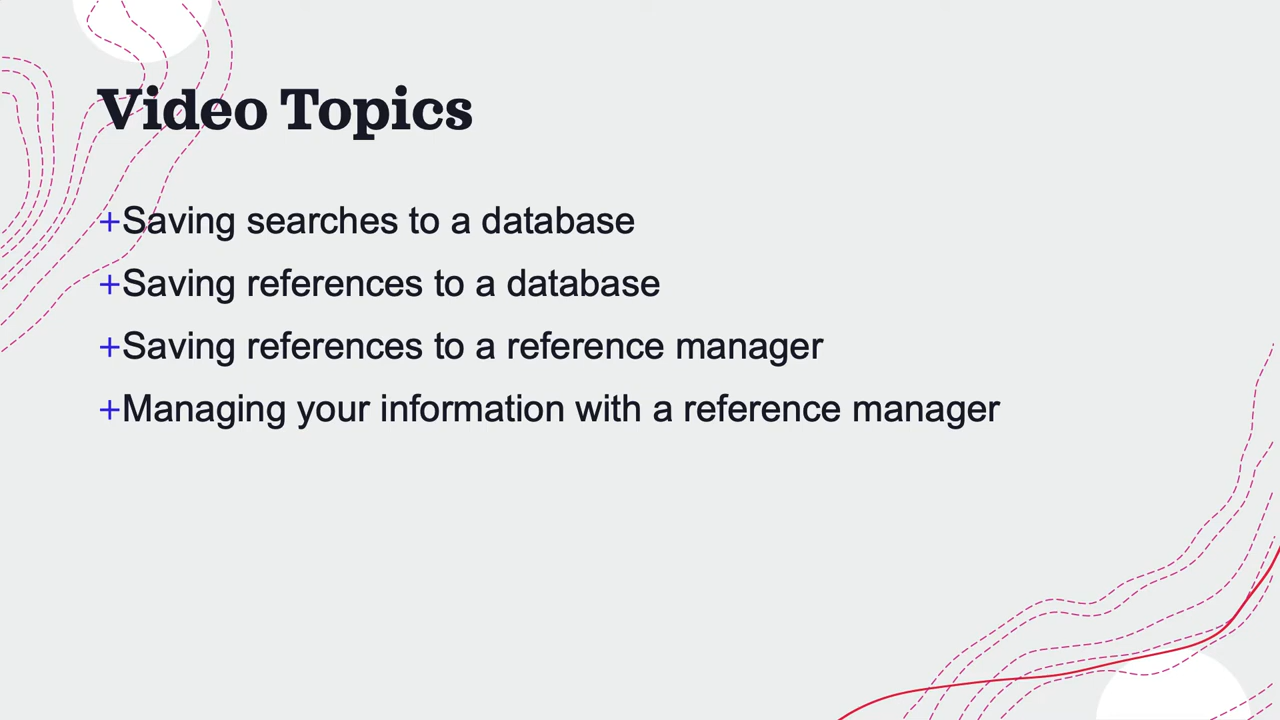 Video Topics
+Saving searches to a database
+Saving references to a database
+Saving references to a reference manager
+Managing your information with a reference manager